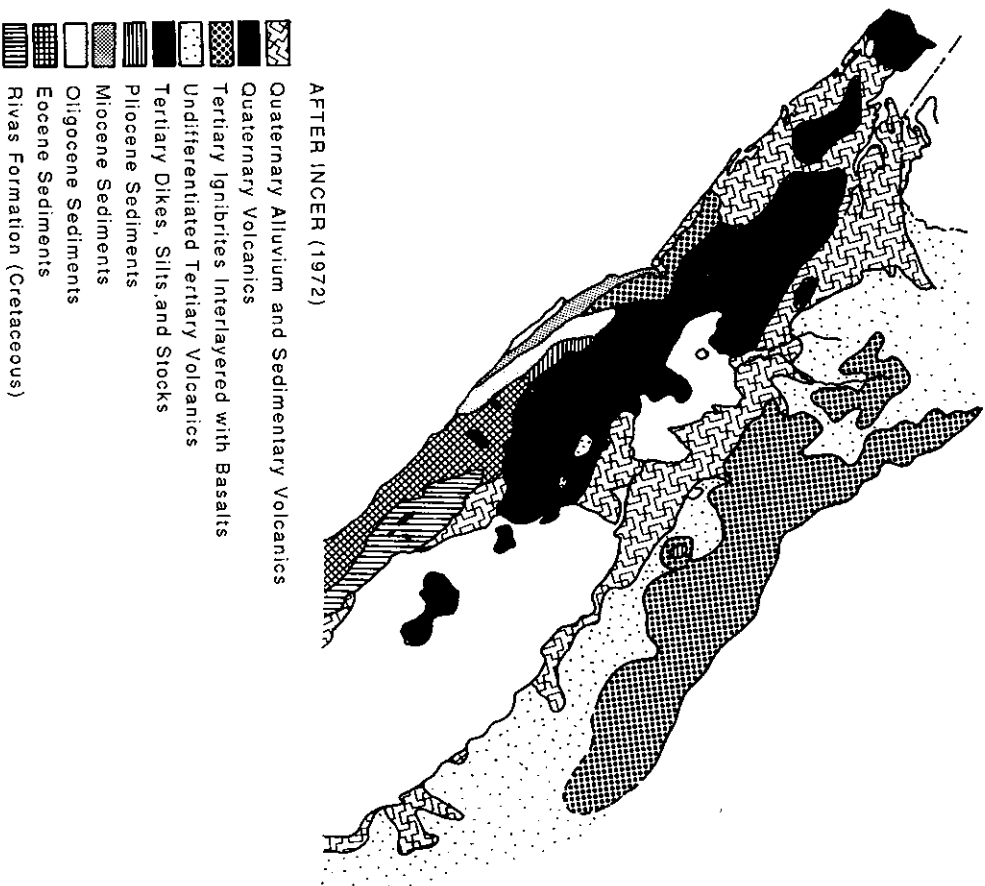 AFTER INCER (1972)
Quaternary Alluvium and Sedimentary Volcanics
Quaternary Volcanics
Tertiary Ignibrites Interlayered with Basalts
Undifferentiated Tertiary Volcanics
Tertiary Dikes, Silts, and Stocks
Pliocene Sediments
Miocene Sediments
Oligocene Sediments
Eocene Sediments
Rivas Formation (Cretaceous)